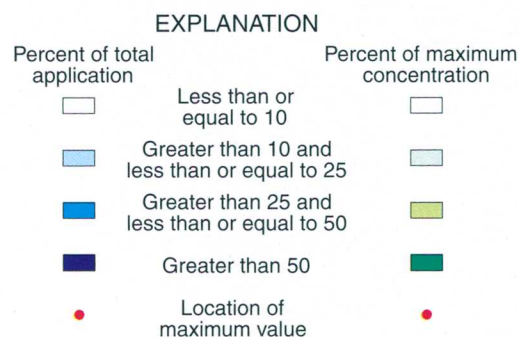 EXPLANATION
Percent of total
application
Percent of maximum
concentration
Less than or
equal to 10
Greater than 10 and
less than or equal to 25
Greater than 25 and
less than or equal to 50
Greater than 50
Location of
maximum value